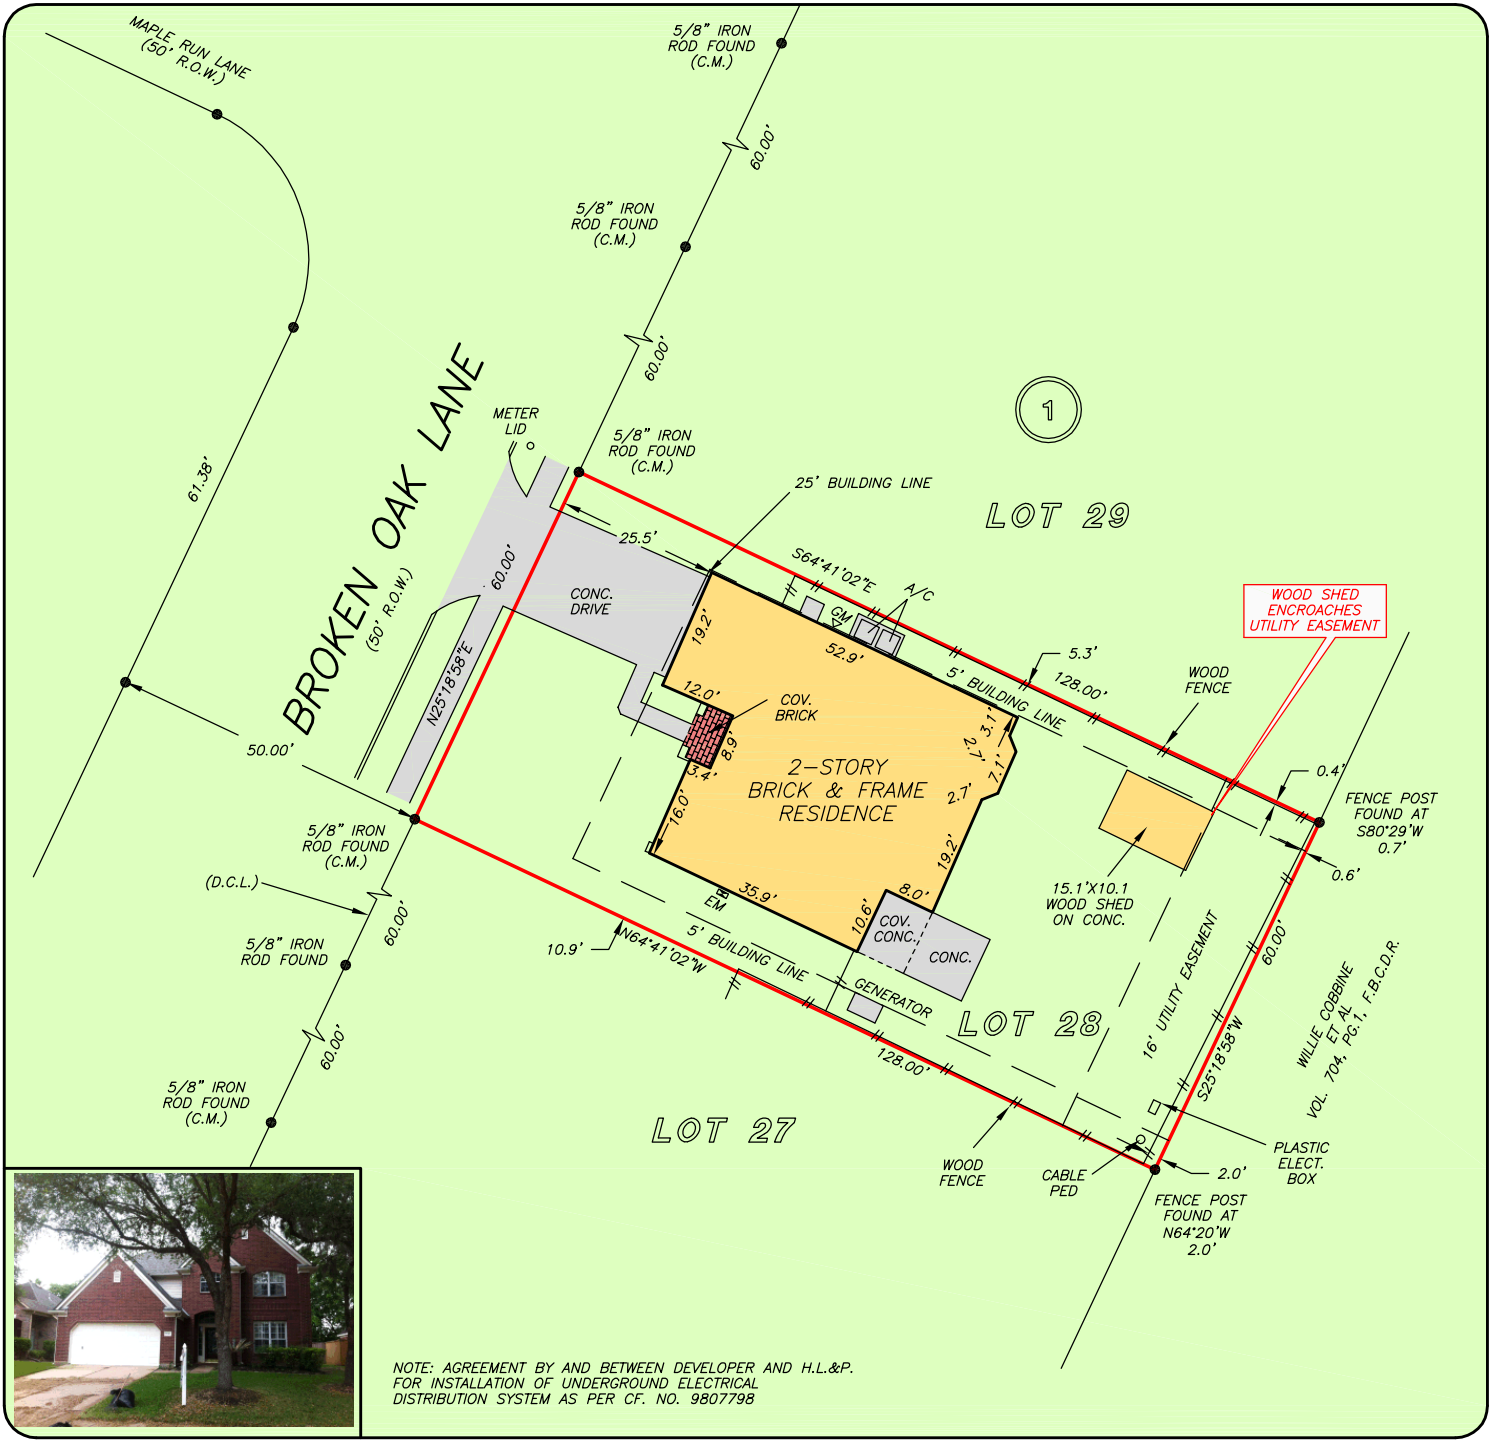 MAPLE RUN LANE
(50' R.O.W.)
5/8" IRON
ROD FOUND
(C.M.)
60.00'
5/8" IRON
ROD FOUND
(C.M.)
60.00'
61.38'
BROKEN OAK LANE
(50' R.O.W.)
METER
LID
5/8" IRON
ROD FOUND
(C.M.)
1
25' BUILDING LINE
LOT 29
25.5'
S64°41'02"E
A/C
GM
60.00'
CONC.
DRIVE
19.2'
52.9'
WOOD SHED
ENCROACHES
UTILITY EASEMENT
5.3'
128.00'
WOOD
FENCE
5' BUILDING LINE
N25°18'58"E
12.0'
COV.
BRICK
3.1'
2.7'
7.1'
8.9'
3.4'
50.00'
2-STORY
BRICK & FRAME
RESIDENCE
2.7'
16.0'
0.4'
FENCE POST
FOUND AT
S80°29'W
0.7'
5/8" IRON
ROD FOUND
(C.M.)
(D.C.L.)
19.2'
0.6'
15.1'X10.1
WOOD SHED
ON CONC.
35.9'
EM
8.0'
10.6'
COV.
CONC.
CONC.
60.00'
5/8" IRON
ROD FOUND
10.9'
N64°41'02"W
5' BUILDING LINE
GENERATOR
LOT 28
16' UTILITY EASEMENT
60.00'
WILLIE COBBINE
ET AL
VOL. 704, PG.1, F.B.C.D.R.
60.00'
128.00'
S25°18'58"W
5/8" IRON
ROD FOUND
(C.M.)
LOT 27
WOOD
FENCE
CABLE
PED
2.0'
PLASTIC
ELECT.
BOX
FENCE POST
FOUND AT
N64°20'W
2.0'
NOTE: AGREEMENT BY AND BETWEEN DEVELOPER AND H.L.&P.
FOR INSTALLATION OF UNDERGROUND ELECTRICAL
DISTRIBUTION SYSTEM AS PER CF. NO. 9807798